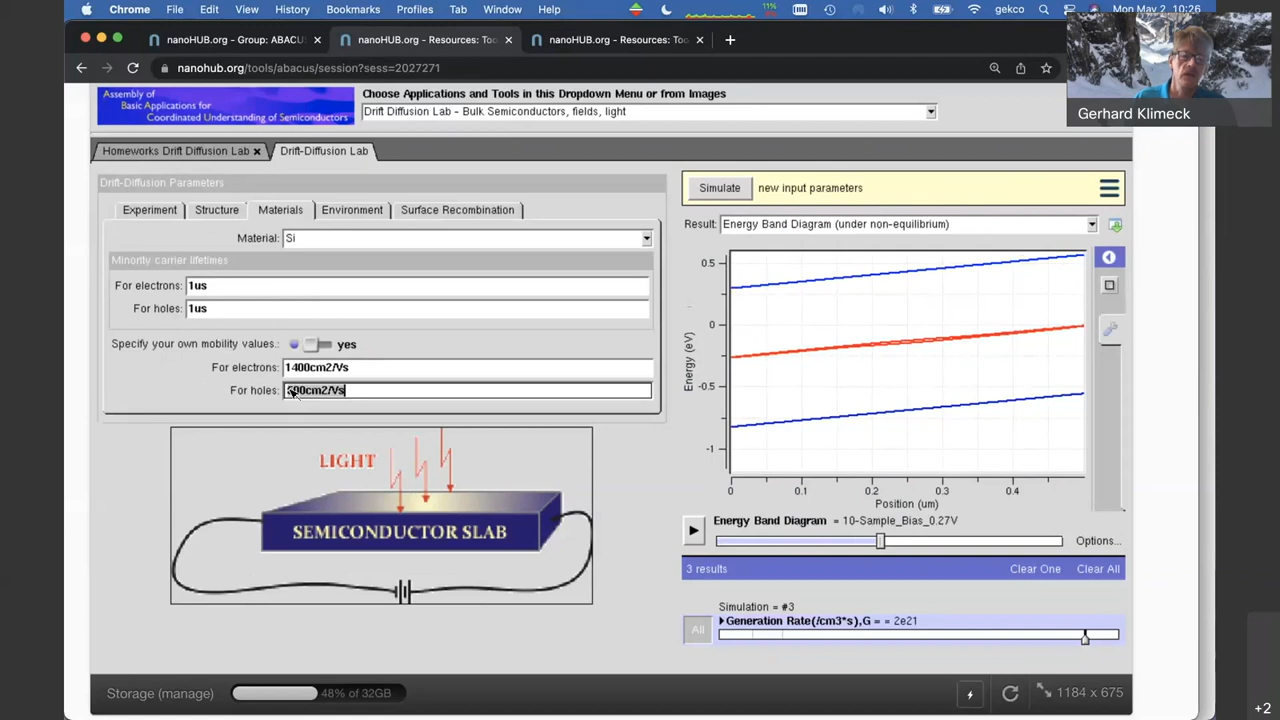 Chrome File Edit View History Bookmarks Profiles Tab Window Help 11% gekco Mon May 2 10:26
nanoHUB.org - Group: ABACU × nanoHUB.org - Resources: Too × nanoHUB.org - Resources: Too × +
nanohub.org/tools/abacus/session?sess=2027271
Gerhard Klimeck
Assembly of
Basic Applications for
Coordinated Understanding of Semiconductors
Choose Applications and Tools in this Dropdown Menu or from Images
Drift Diffusion Lab - Bulk Semiconductors, fields, light
Homeworks Drift Diffusion Lab × Drift-Diffusion Lab
Drift-Diffusion Parameters
Experiment Structure Materials Environment Surface Recombination
Material: Si
Minority carrier lifetimes
For electrons: 1us
For holes: 1us
Specify your own mobility values.: yes
For electrons: 1400cm2/Vs
For holes:
LIGHT
SEMICONDUCTOR SLAB
Simulate new input parameters
Result: Energy Band Diagram (under non-equilibrium)
0.5
0
-0.5
-1
Energy (eV)
0 0.1 0.2 0.3 0.4
Position (um)
Energy Band Diagram = 10-Sample_Bias_0.27V
Options...
3 results Clear One Clear All
Simulation = #3
All Generation Rate(/cm3*s),G = = 2e21
Storage (manage) 48% of 32GB 1184 x 675
+2